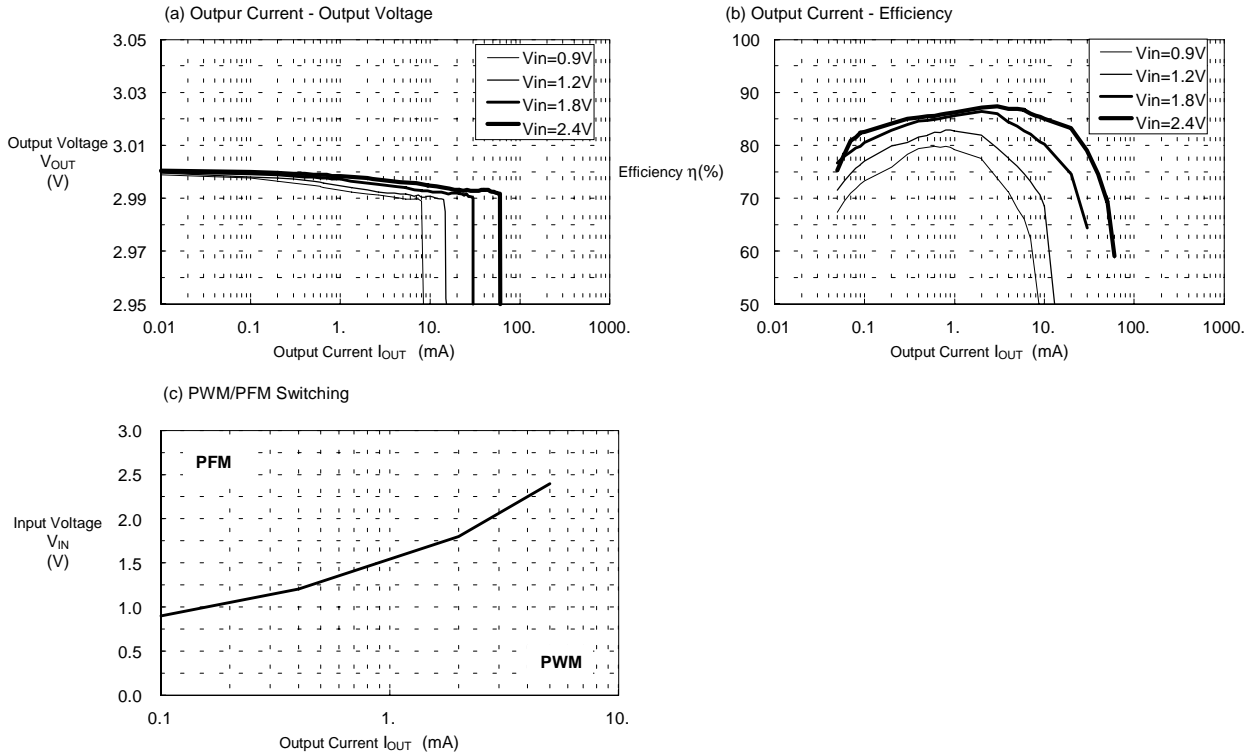 (a) Outpur Current - Output Voltage
3.05
3.03
3.01
2.99
2.97
2.95
Output Voltage
VOUT
(V)
Vin=0.9V
Vin=1.2V
Vin=1.8V
Vin=2.4V
0.01 0.1 1. 10. 100. 1000.
Output Current IOUT (mA)
(b) Output Current - Efficiency
100
90
80
70
60
50
Efficiency η(%)
Vin=0.9V
Vin=1.2V
Vin=1.8V
Vin=2.4V
0.01 0.1 1. 10. 100. 1000.
Output Current IOUT (mA)
(c) PWM/PFM Switching
3.0
2.5
2.0
1.5
1.0
0.5
0.0
PFM
Input Voltage
VIN
(V)
PWM
0.1 1. 10.
Output Current IOUT (mA)